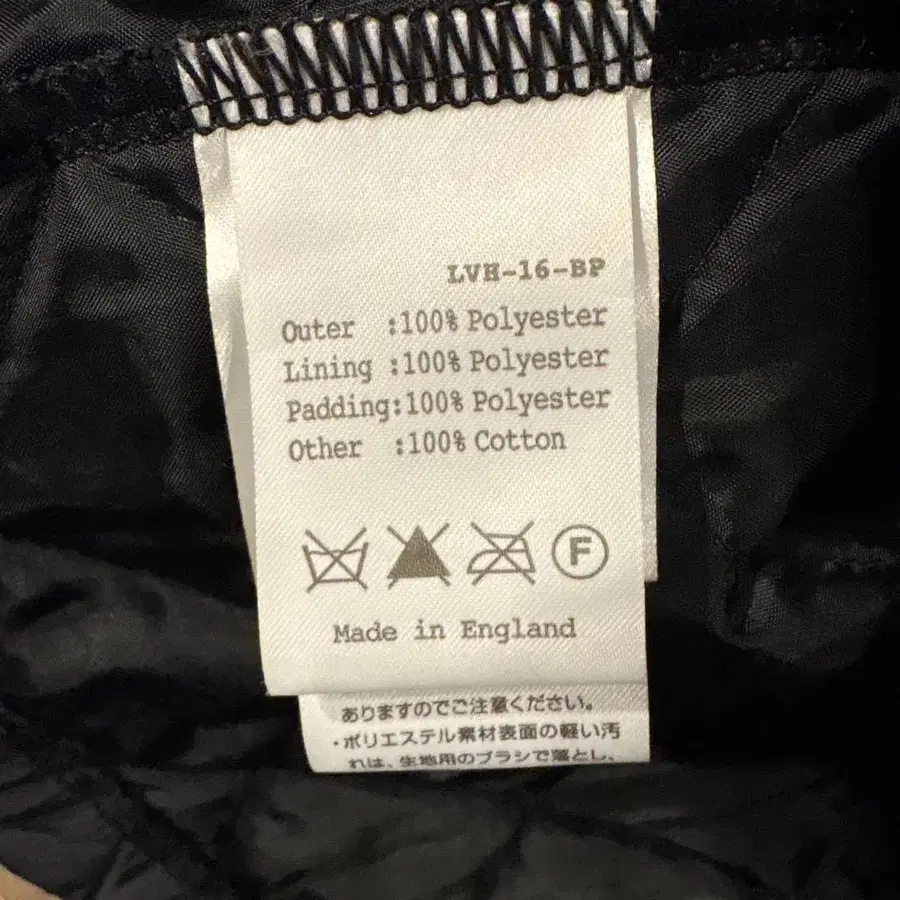 LVH-16-BP
Outer :100% Polyester
Lining :100% Polyester
Padding:100% Polyester
Other :100% Cotton
F
Made in England
ありますのでご注意ください。
・ポリエステル素材表面の軽い汚
れは、生地用のブラシで落とし、